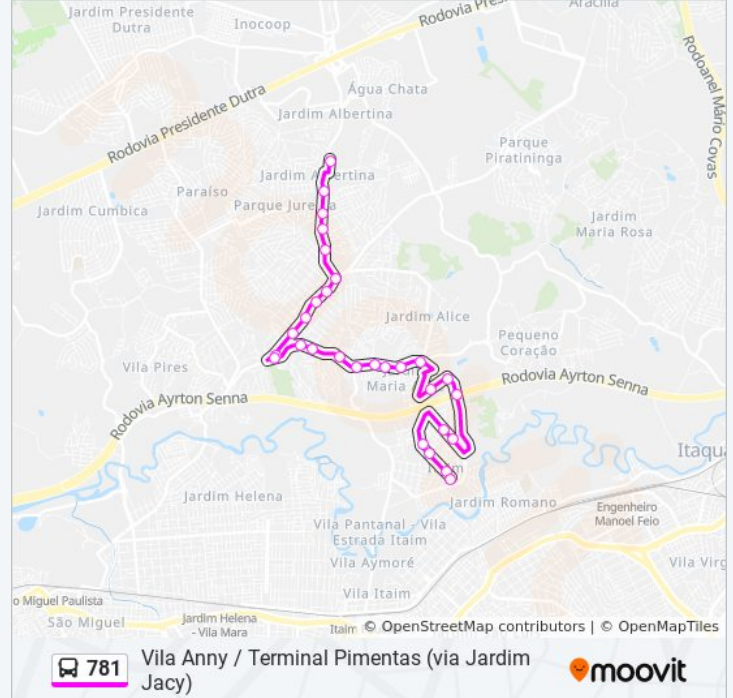 Jardim Presidente
Dutra
Inocoop
Rodovia Pres
Aracília
Água Chata
Jardim Albertina
Rodovia Presidente Dutra
Rodoanel Mário Covas
Parque
Piratininga
Jardim A ertina
Paraíso
Parque Jure
Jardim Cumbica
Jardim
Maria Rosa
Jardim Alice
Pequeno
Coração
Vila Pires
Maria
Rodovia Ayrton Senna
Rodovia Ayrton Senna
Itaqua
Itaim
Jardim Helena
Jardim Romano
Engenheiro
Manoel Feio
Vila Pantanal - Vila
Estrada Itaim
Vila Aymoré
Vila Virg
Vila Itaim
o Miguel Paulista
São Miguel
Jardim Helena
- Vila Mara
Itaim
© OpenStreetMap contributors | © OpenMapTiles
781
Vila Anny / Terminal Pimentas (via Jardim
Jacy)
moovit